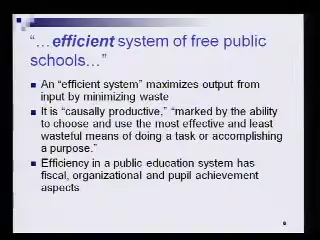 “…efficient system of free public
schools…”
An “efficient system” maximizes output from
input by minimizing waste
It is “causally productive,” “marked by the ability
to choose and use the most effective and least
wasteful means of doing a task or accomplishing
a purpose.”
Efficiency in a public education system has
fiscal, organizational and pupil achievement
aspects